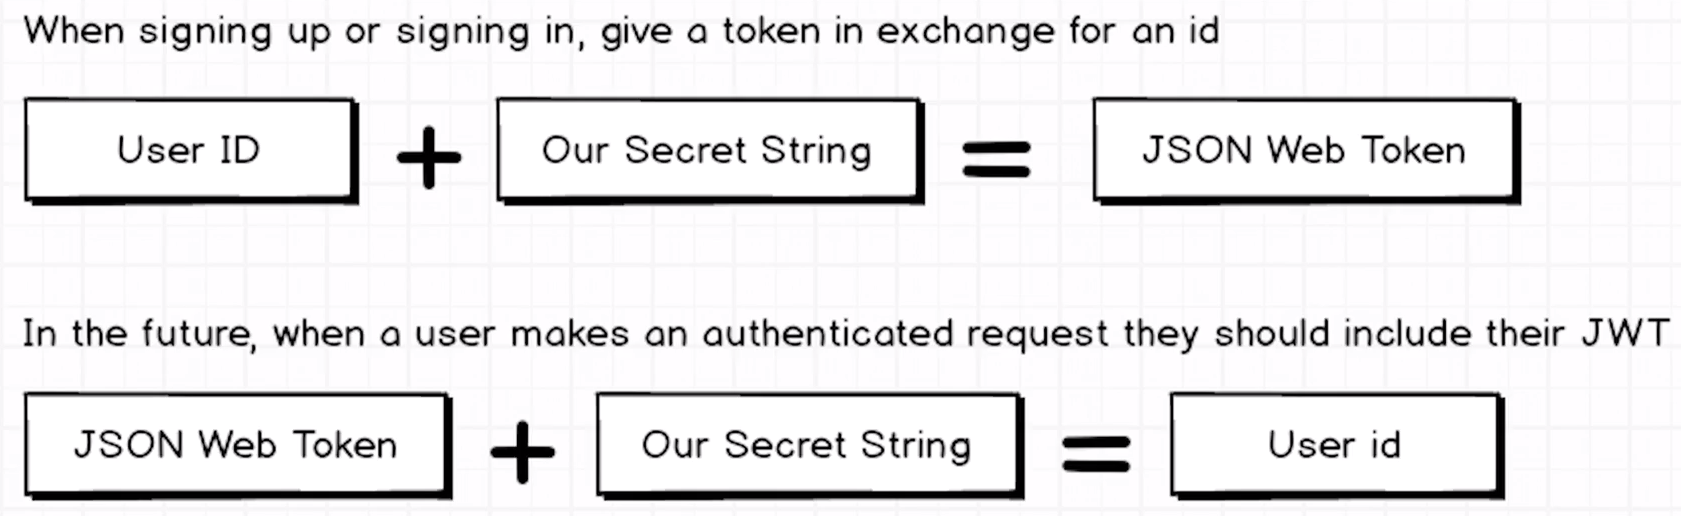 When signing up or signing in, give a token in exchange for an id
User ID + Our Secret String = JSON Web Token
In the future, when a user makes an authenticated request they should include their JWT
JSON Web Token + Our Secret String = User id